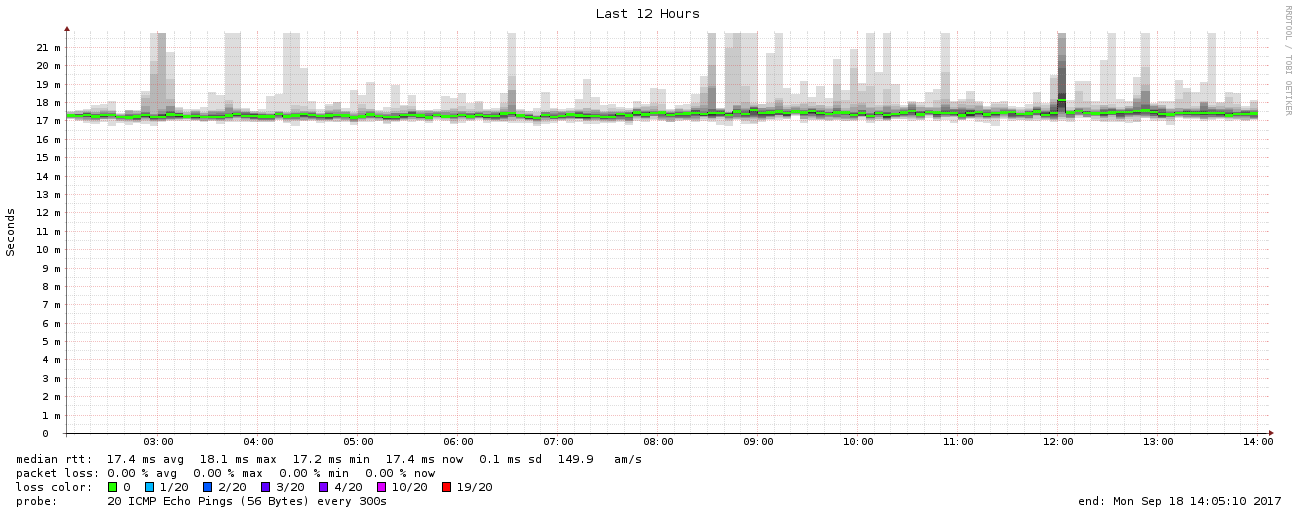 Last 12 Hours
RRDTOOL / TOBI OETIKER
Seconds
21 m
20 m
19 m
18 m
17 m
16 m
15 m
14 m
13 m
12 m
11 m
10 m
9 m
8 m
7 m
6 m
5 m
4 m
3 m
2 m
1 m
0
03:00 04:00 05:00 06:00 07:00 08:00 09:00 10:00 11:00 12:00 13:00 14:00
median rtt: 17.4 ms avg 18.1 ms max 17.2 ms min 17.4 ms now 0.1 ms sd 149.9 am/s
packet loss: 0.00 % avg 0.00 % max 0.00 % min 0.00 % now
loss color: 0 1/20 2/20 3/20 4/20 10/20 19/20
probe: 20 ICMP Echo Pings (56 Bytes) every 300s end: Mon Sep 18 14:05:10 2017